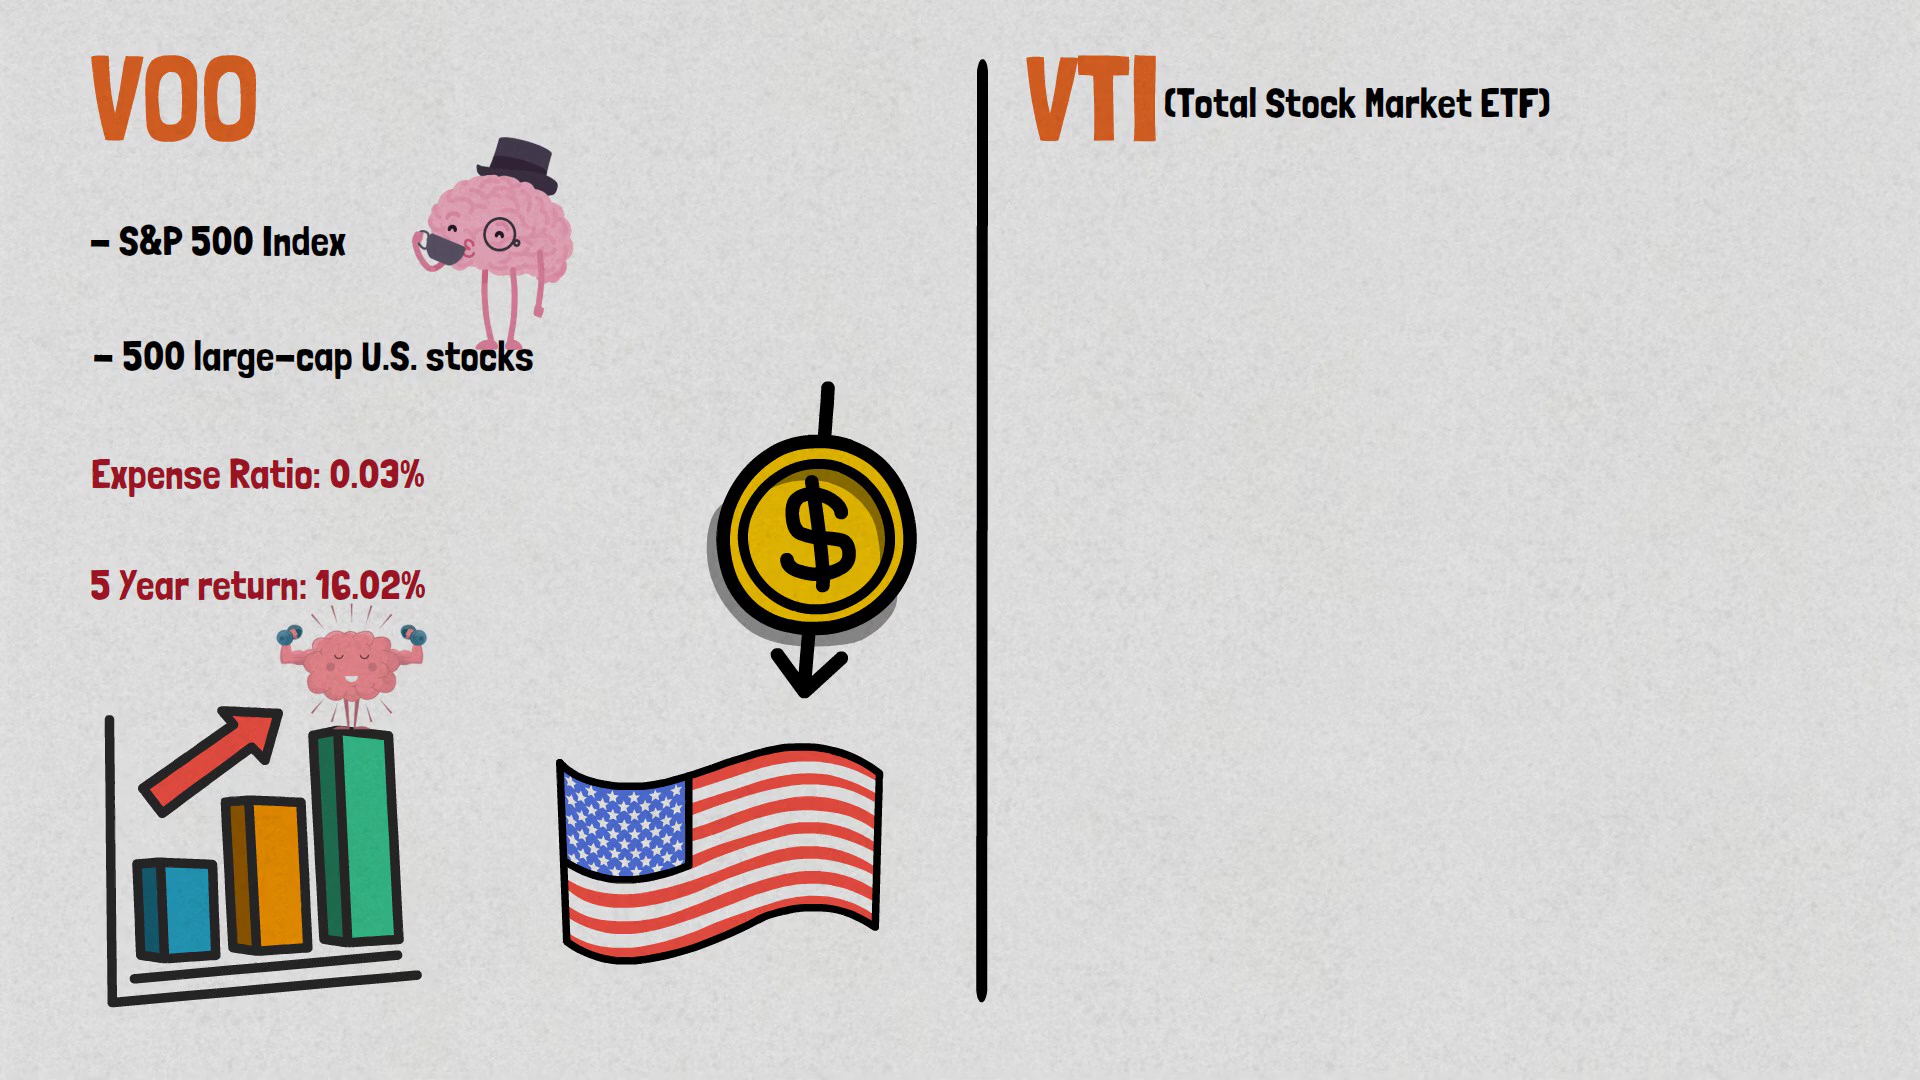 VOO
– S&P 500 Index
– 500 large–cap U.S. stocks
Expense Ratio: 0.03%
5 Year return: 16.02%
VTI (Total Stock Market ETF)
$